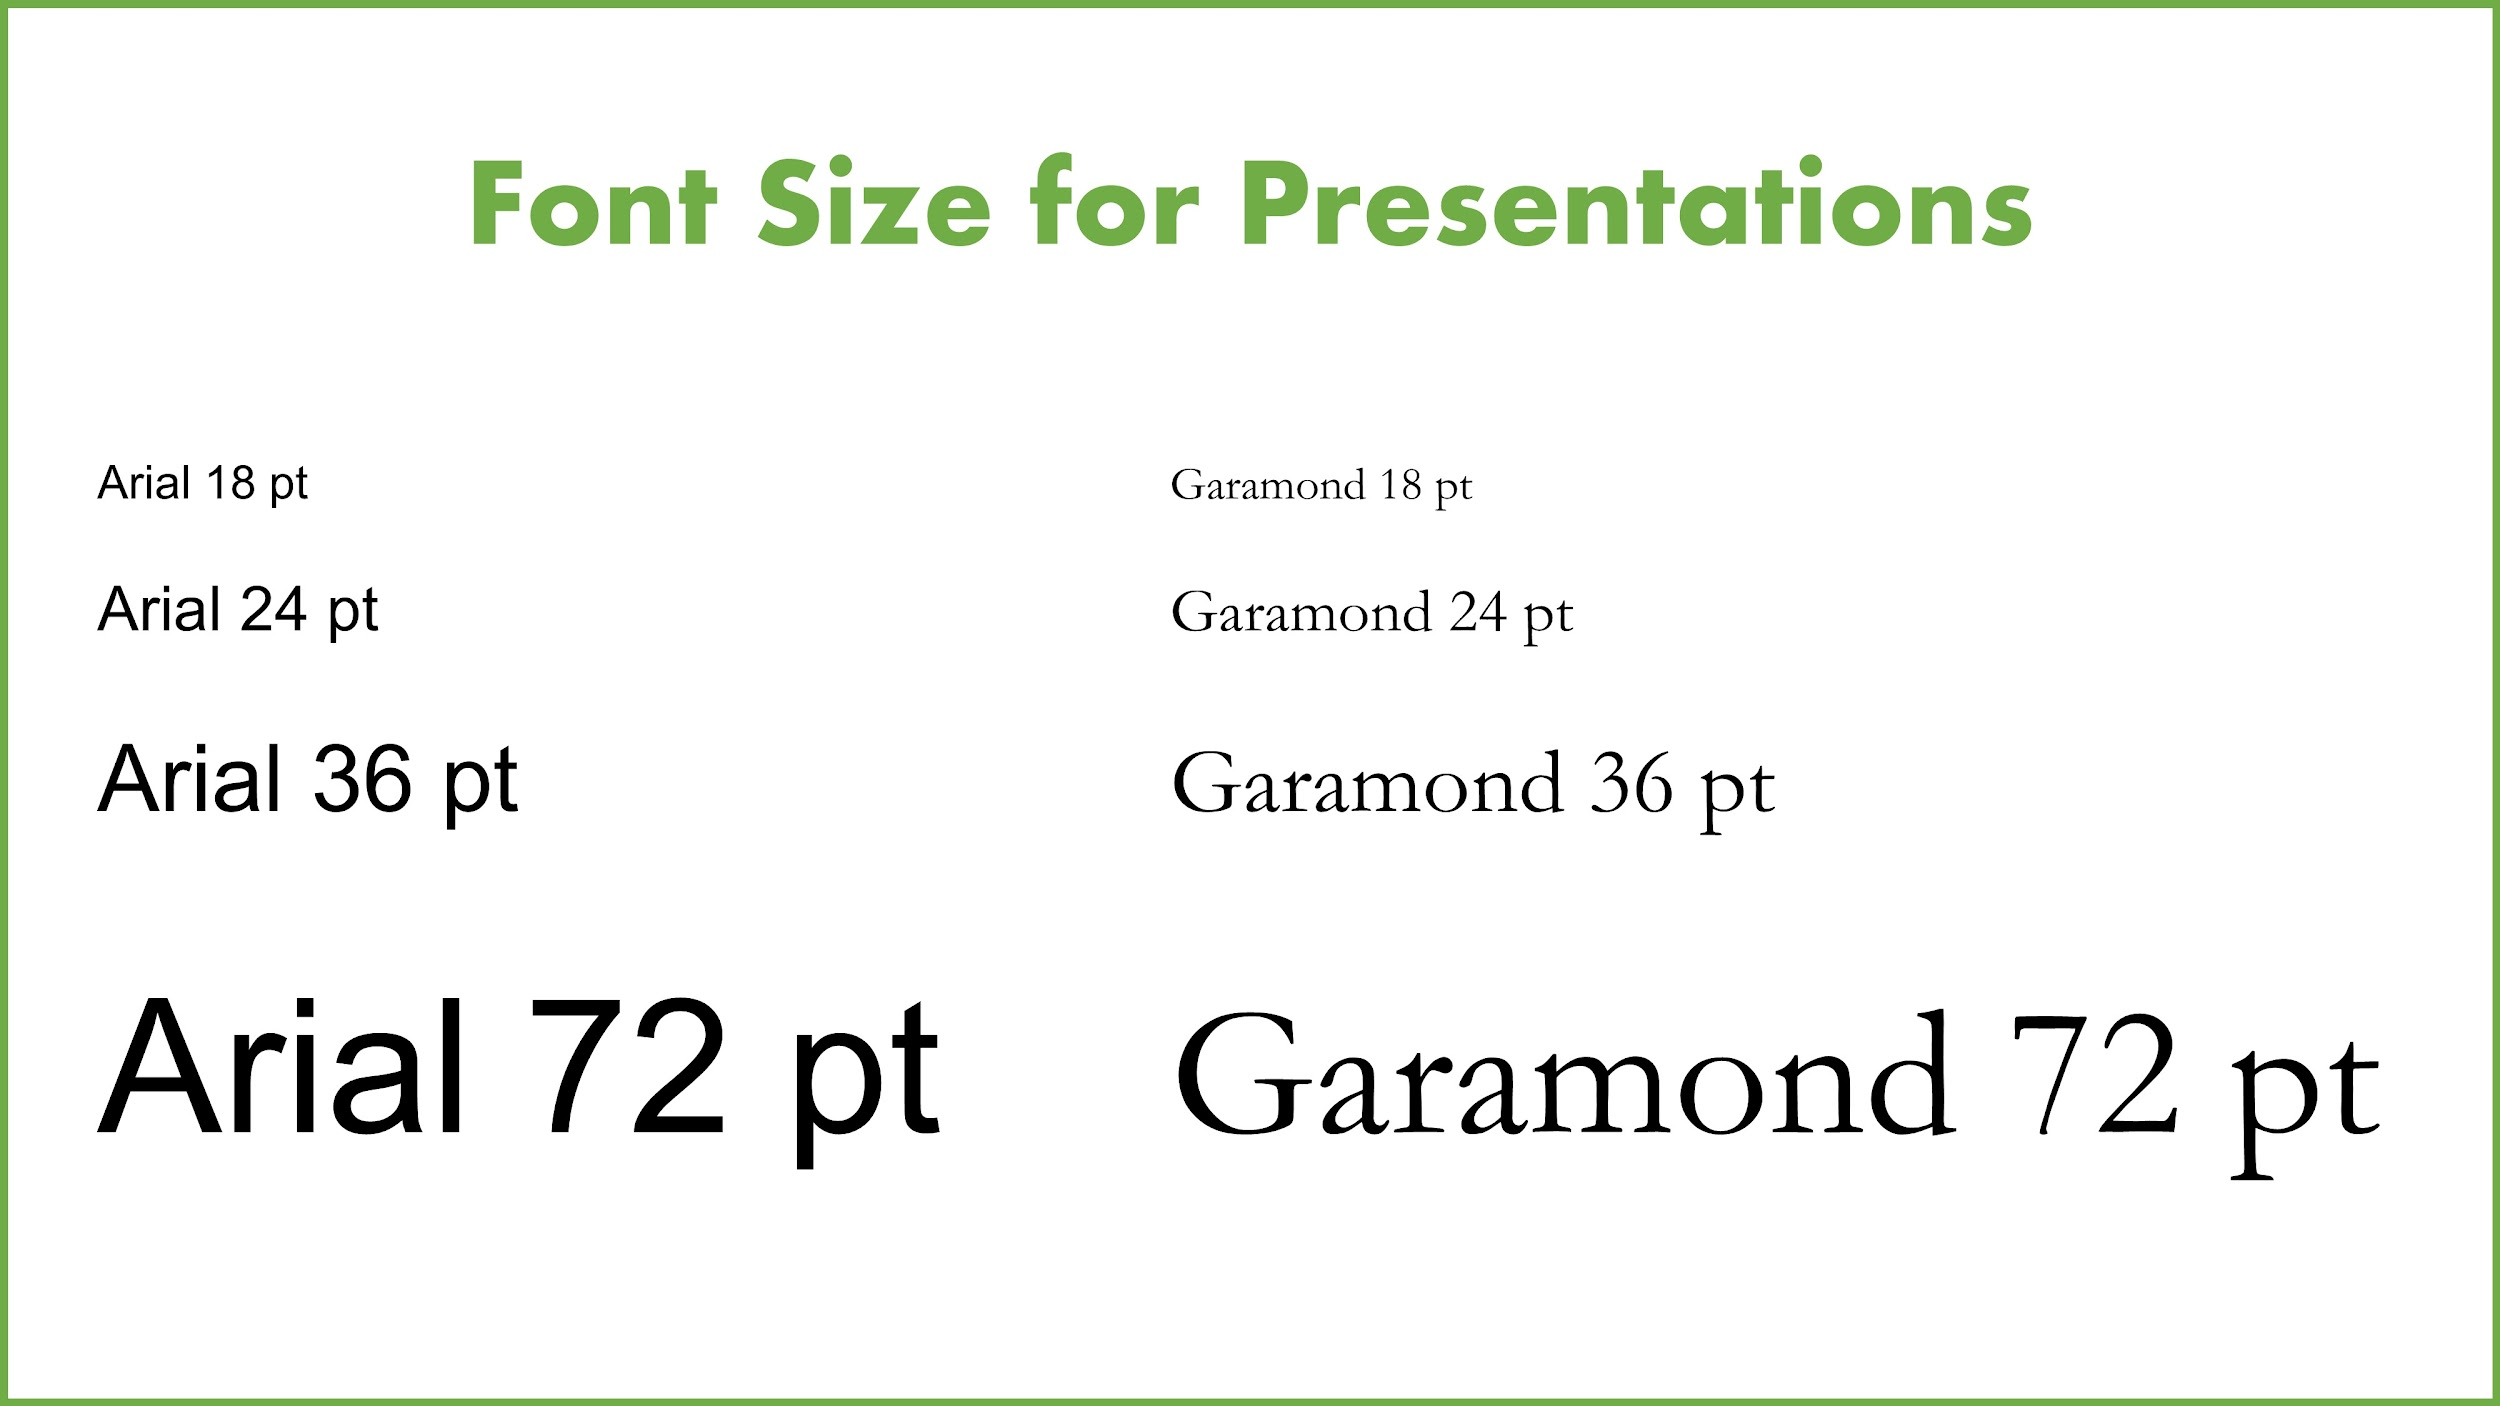 Font Size for Presentations
Arial 18 pt
Garamond 18 pt
Arial 24 pt
Garamond 24 pt
Arial 36 pt
Garamond 36 pt
Arial 72 pt
Garamond 72 pt